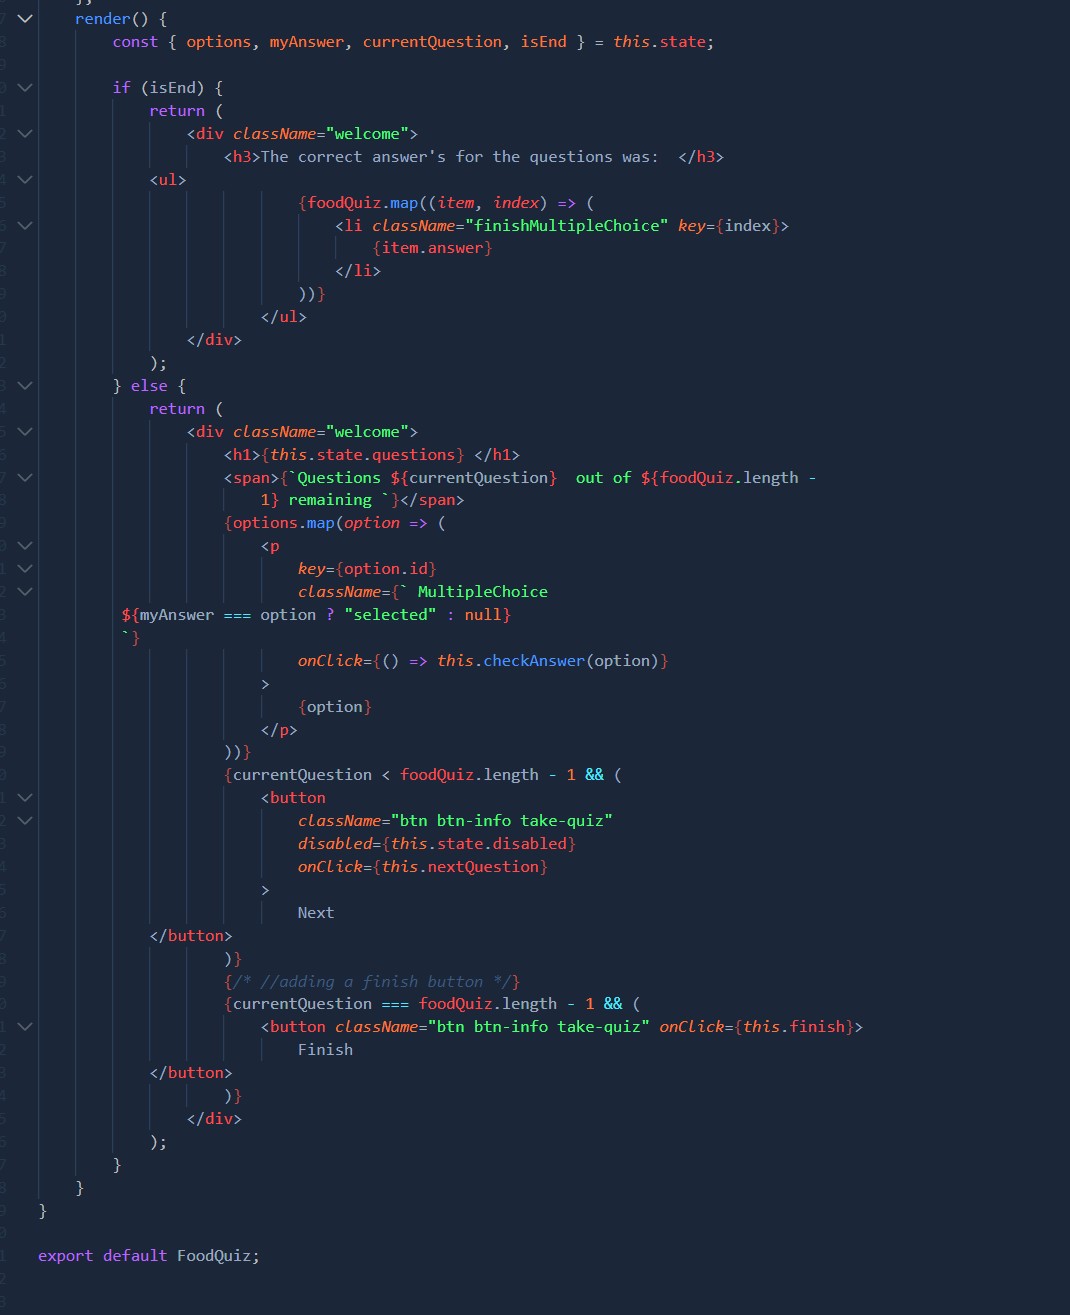 render() {
const { options, myAnswer, currentQuestion, isEnd } = this.state;
if (isEnd) {
return (
<div className="welcome">
<h3>The correct answer's for the questions was:  </h3>
<ul>
{foodQuiz.map((item, index) => (
<li className="finishMultipleChoice" key={index}>
{item.answer}
</li>
))}
</ul>
</div>
);
} else {
return (
<div className="welcome">
<h1>{this.state.questions} </h1>
<span>{`Questions ${currentQuestion}  out of ${foodQuiz.length -
1} remaining `}</span>
{options.map(option => (
<p
key={option.id}
className={` MultipleChoice
${myAnswer === option ? "selected" : null}
`}
onClick={() => this.checkAnswer(option)}
>
{option}
</p>
))}
{currentQuestion < foodQuiz.length - 1 && (
<button
className="btn btn-info take-quiz"
disabled={this.state.disabled}
onClick={this.nextQuestion}
>
Next
</button>
)}
{/* //adding a finish button */}
{currentQuestion === foodQuiz.length - 1 && (
<button className="btn btn-info take-quiz" onClick={this.finish}>
Finish
</button>
)}
</div>
);
}
}
}
export default FoodQuiz;